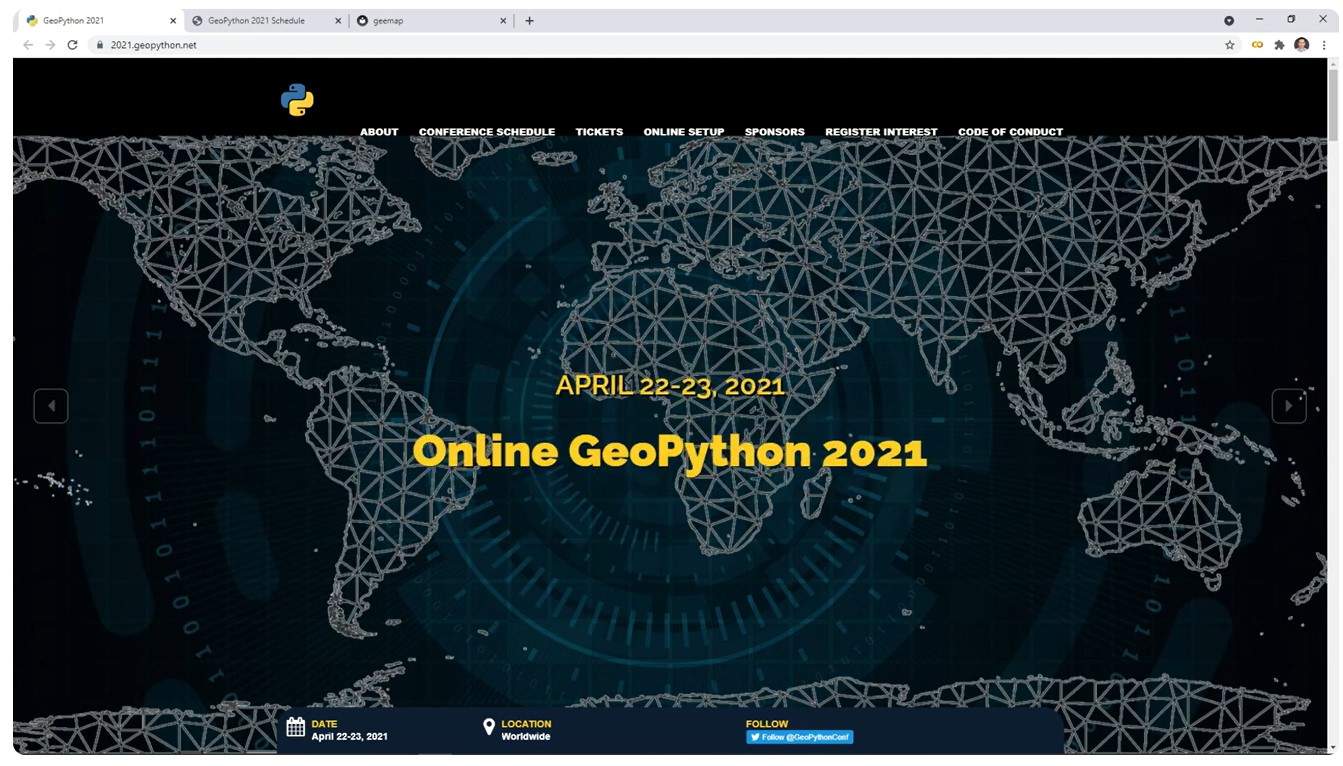 GeoPython 2021
GeoPython 2021 Schedule
geemap
2021.geopython.net
ABOUT CONFERENCE SCHEDULE TICKETS ONLINE SETUP SPONSORS REGISTER INTEREST CODE OF CONDUCT
APRIL 22-23, 2021
Online GeoPython 2021
DATE
April 22-23, 2021
LOCATION
Worldwide
FOLLOW
Follow @GeoPythonConf